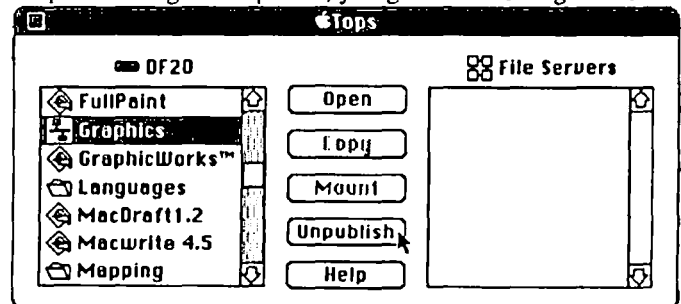 Tops
DF20
File Servers
FullPaint
Graphics
GraphicWorks™
Languages
MacDraft1.2
Macwrite 4.5
Mapping
Open
Copy
Mount
Unpublish
Help